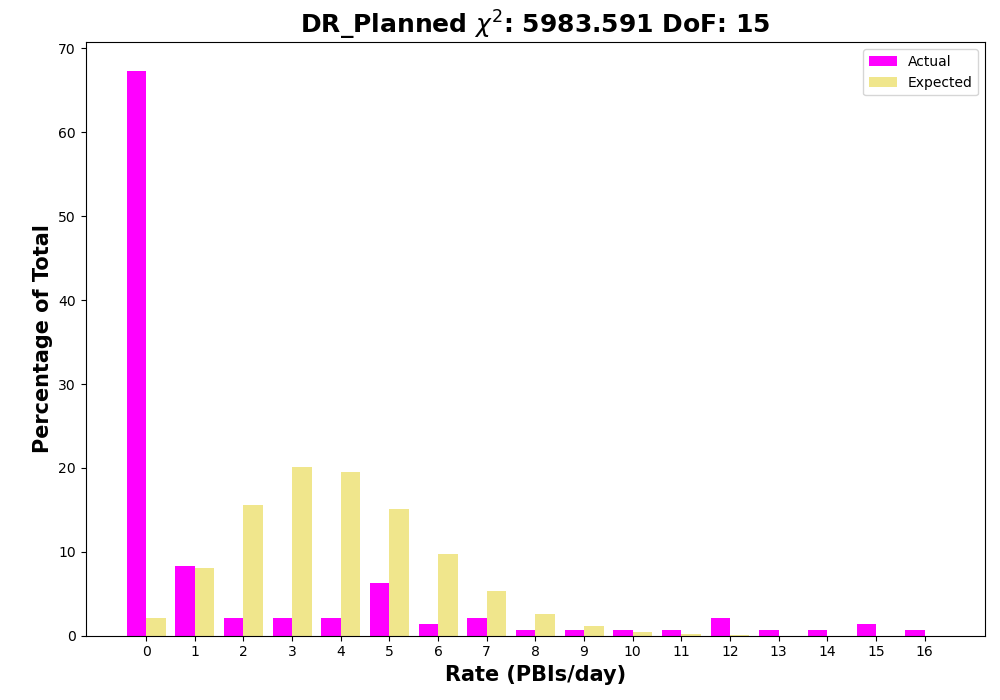 DR_Planned χ²: 5983.591 DoF: 15
Actual
Expected
Percentage of Total
70
60
50
40
30
20
10
0
0 1 2 3 4 5 6 7 8 9 10 11 12 13 14 15 16
Rate (PBIs/day)